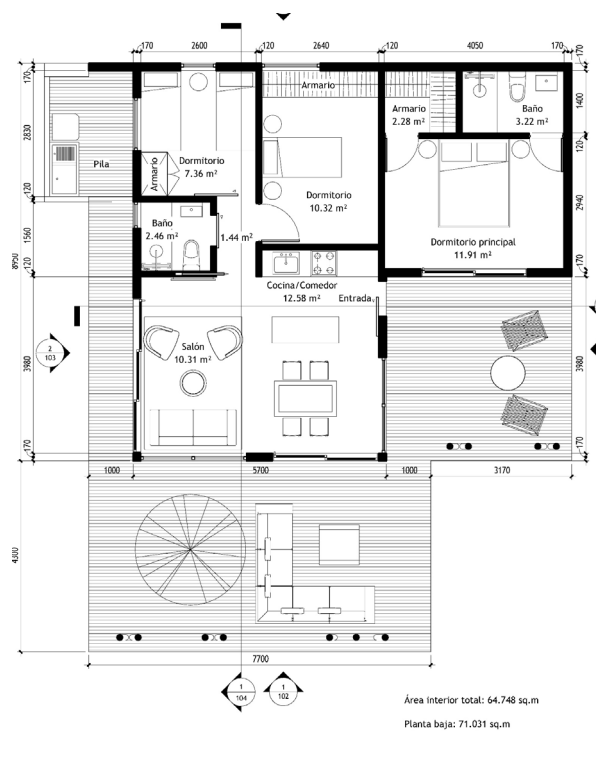 170 2600 120 2640 120 4050 170
170
170
2830
120
1560
120
8950
3980
170
4300
1400
120
2940
170
3980
170
Armario
Armario
2.28 m²
Baño
3.22 m²
Pila
Armario
Dormitorio
7.36 m²
Dormitorio
10.32 m²
Baño
2.46 m²
1.44 m²
Dormitorio principal
11.91 m²
Cocina/Comedor
12.58 m²
Entrada
Salón
10.31 m²
2
103
1000 5700 1000 3170
7700
1
104
1
102
Área interior total: 64.748 sq.m
Planta baja: 71.031 sq.m